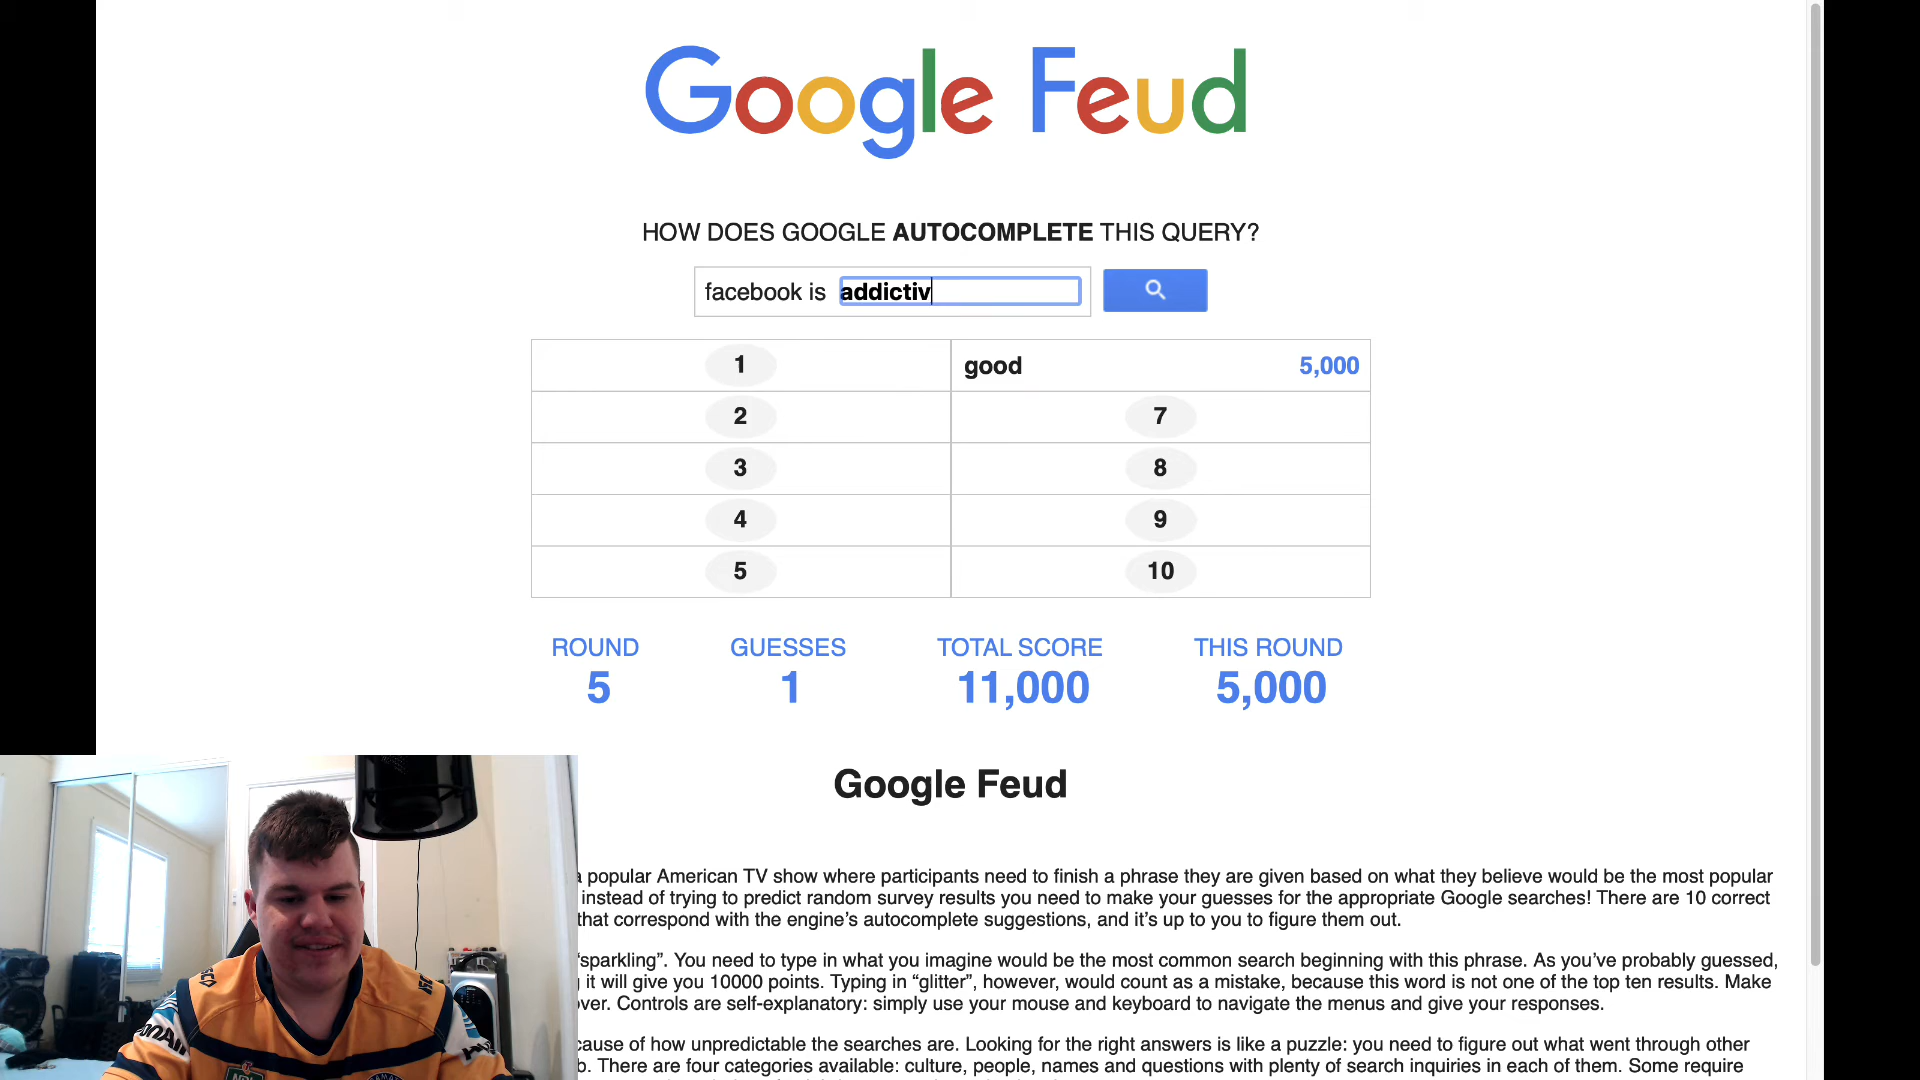 Google Feud
HOW DOES GOOGLE AUTOCOMPLETE THIS QUERY?
facebook is addictiv
1
good 5,000
2
7
3
8
4
9
5
10
ROUND GUESSES TOTAL SCORE THIS ROUND
5 1 11,000 5,000
Google Feud
a popular American TV show where participants need to finish a phrase they are given based on what they believe would be the most popular
instead of trying to predict random survey results you need to make your guesses for the appropriate Google searches! There are 10 correct
that correspond with the engine's autocomplete suggestions, and it's up to you to figure them out.
"sparkling". You need to type in what you imagine would be the most common search beginning with this phrase. As you've probably guessed,
it will give you 10000 points. Typing in "glitter", however, would count as a mistake, because this word is not one of the top ten results. Make
over. Controls are self-explanatory: simply use your mouse and keyboard to navigate the menus and give your responses.
cause of how unpredictable the searches are. Looking for the right answers is like a puzzle: you need to figure out what went through other
b. There are four categories available: culture, people, names and questions with plenty of search inquiries in each of them. Some require